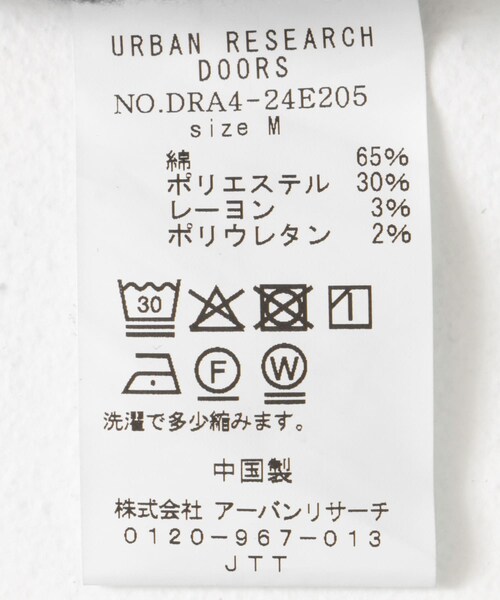 URBAN RESEARCH
DOORS
NO.DRA4-24E205
size M
綿 65%
ポリエステル 30%
レーヨン 3%
ポリウレタン 2%
30
F W
洗濯で多少縮みます。
中国製
株式会社 アーバンリサーチ
0120-967-013
JTT